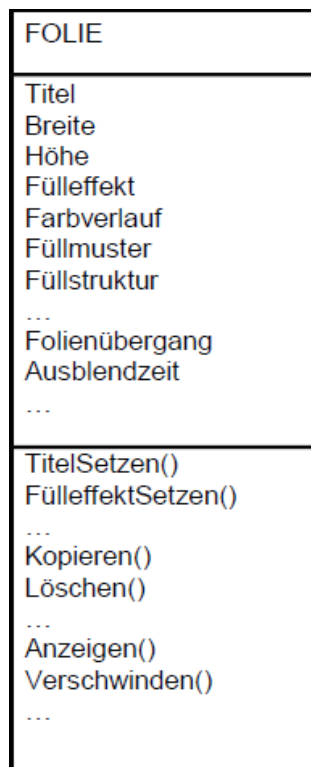 FOLIE
Titel
Breite
Höhe
Fülleffekt
Farbverlauf
Füllmuster
Füllstruktur
...
Folienübergang
Ausblendzeit
...
TitelSetzen()
FülleffektSetzen()
...
Kopieren()
Löschen()
...
Anzeigen()
Verschwinden()
...